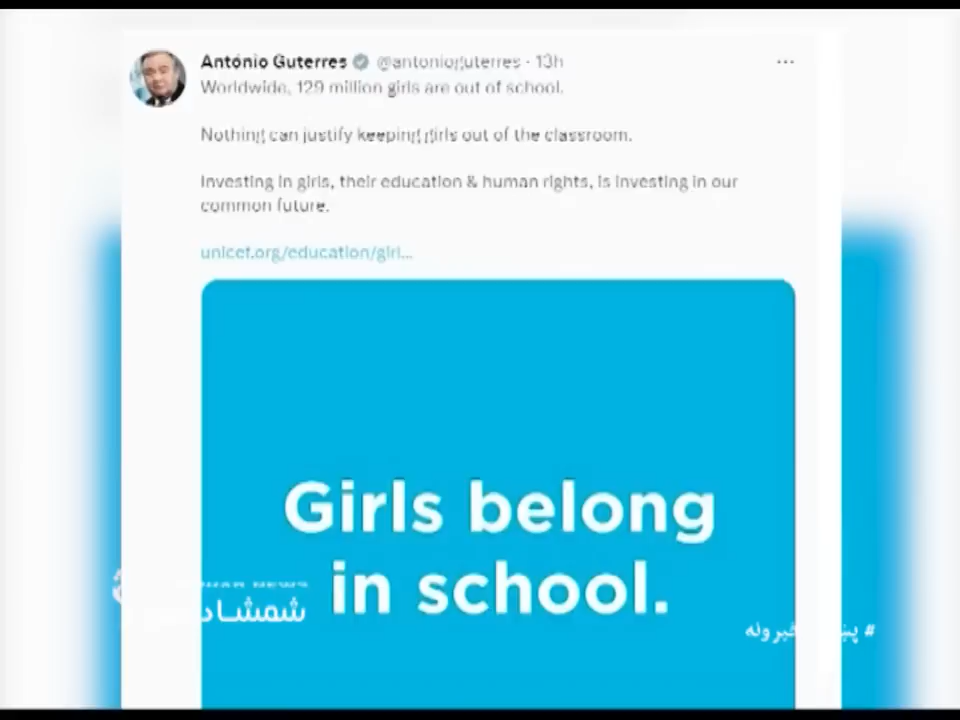 António Guterres @antonioguterres · 13h
Worldwide, 129 million girls are out of school.
Nothing can justify keeping girls out of the classroom.
Investing in girls, their education & human rights, is investing in our
common future.
unicef.org/education/girl...
Girls belong
in school.
NEWS
شمشاد
#